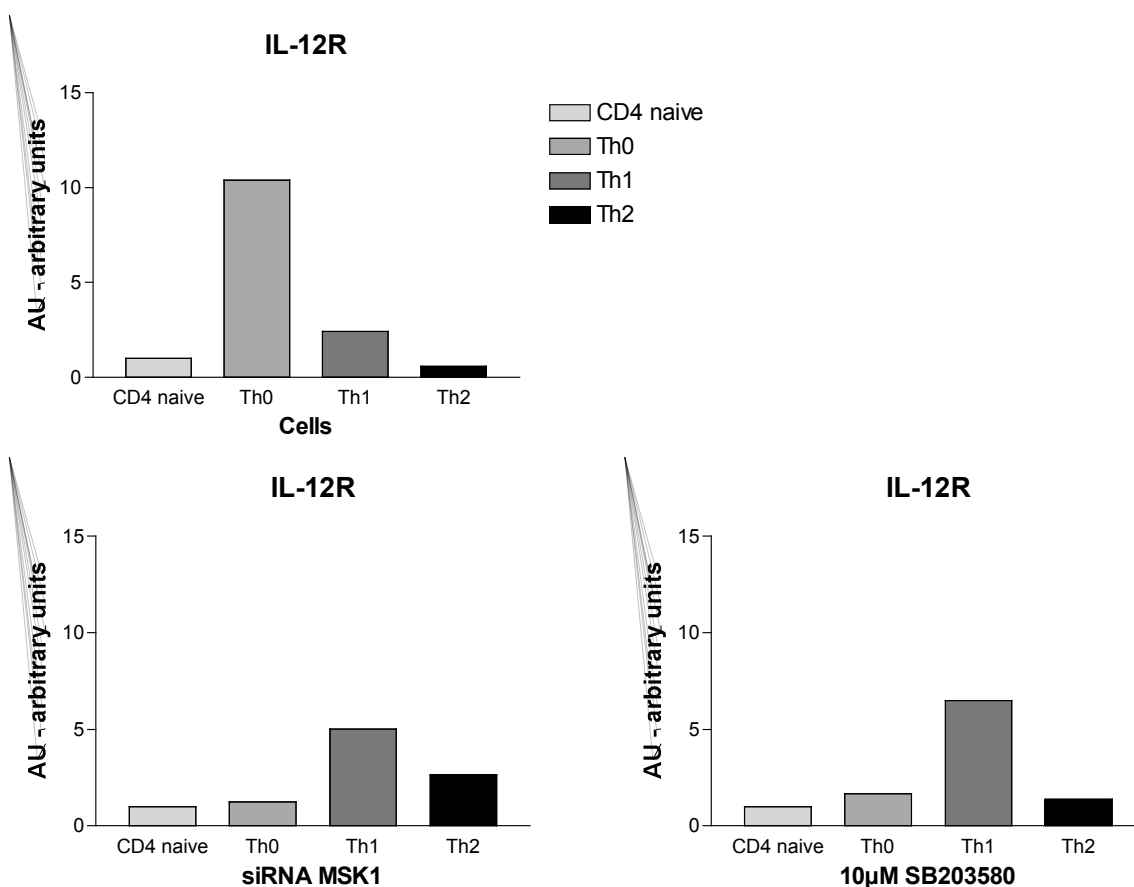 IL-12R
15
10
5
0
AU - arbitrary units
CD4 naive
Th0
Th1
Th2
Cells
CD4 naive
Th0
Th1
Th2
IL-12R
15
10
5
0
AU - arbitrary units
CD4 naive
Th0
Th1
Th2
siRNA MSK1
IL-12R
15
10
5
0
AU - arbitrary units
CD4 naive
Th0
Th1
Th2
10µM SB203580